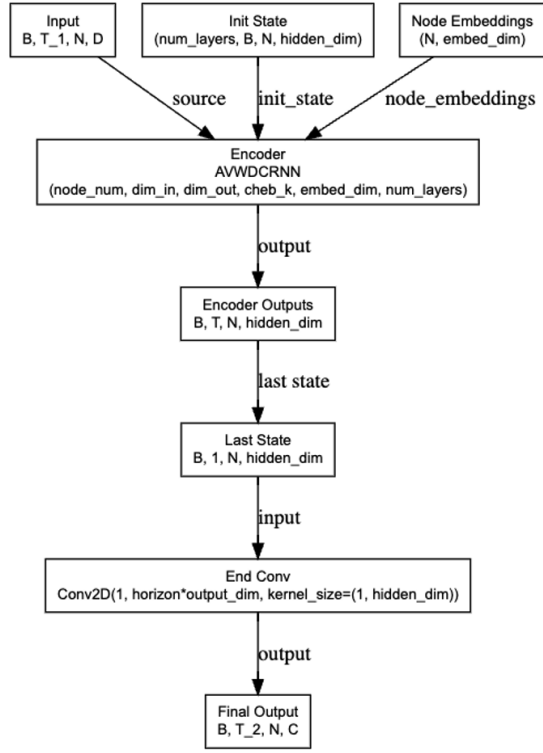 Input
B, T_1, N, D
Init State
(num_layers, B, N, hidden_dim)
Node Embeddings
(N, embed_dim)
source
init_state
node_embeddings
Encoder
AVWDCRNN
(node_num, dim_in, dim_out, cheb_k, embed_dim, num_layers)
output
Encoder Outputs
B, T, N, hidden_dim
last state
Last State
B, 1, N, hidden_dim
input
End Conv
Conv2D(1, horizon*output_dim, kernel_size=(1, hidden_dim))
output
Final Output
B, T_2, N, C